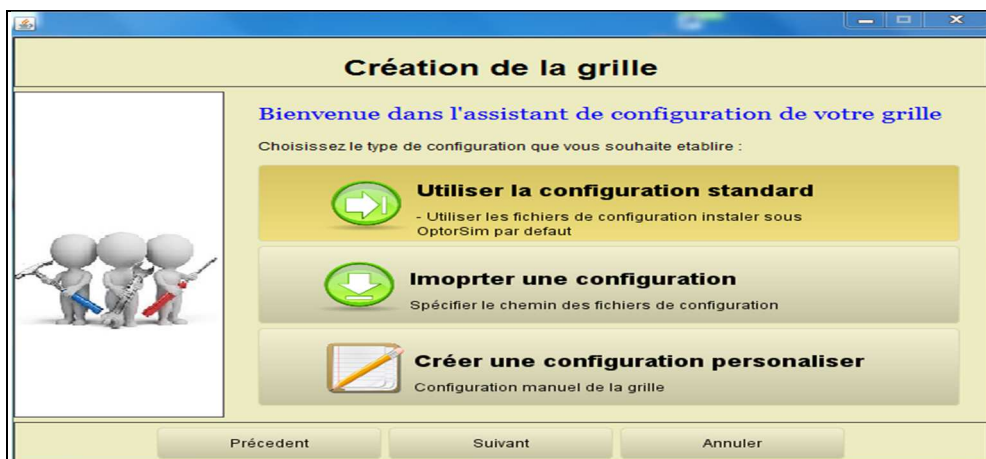 Création de la grille
Bienvenue dans l'assistant de configuration de votre grille
Choisissez le type de configuration que vous souhaite etablire :
Utiliser la configuration standard
- Utiliser les fichiers de configuration instaler sous
OptorSim par defaut
Imoprter une configuration
Spécifier le chemin des fichiers de configuration
Créer une configuration personaliser
Configuration manuel de la grille
Précedent
Suivant
Annuler